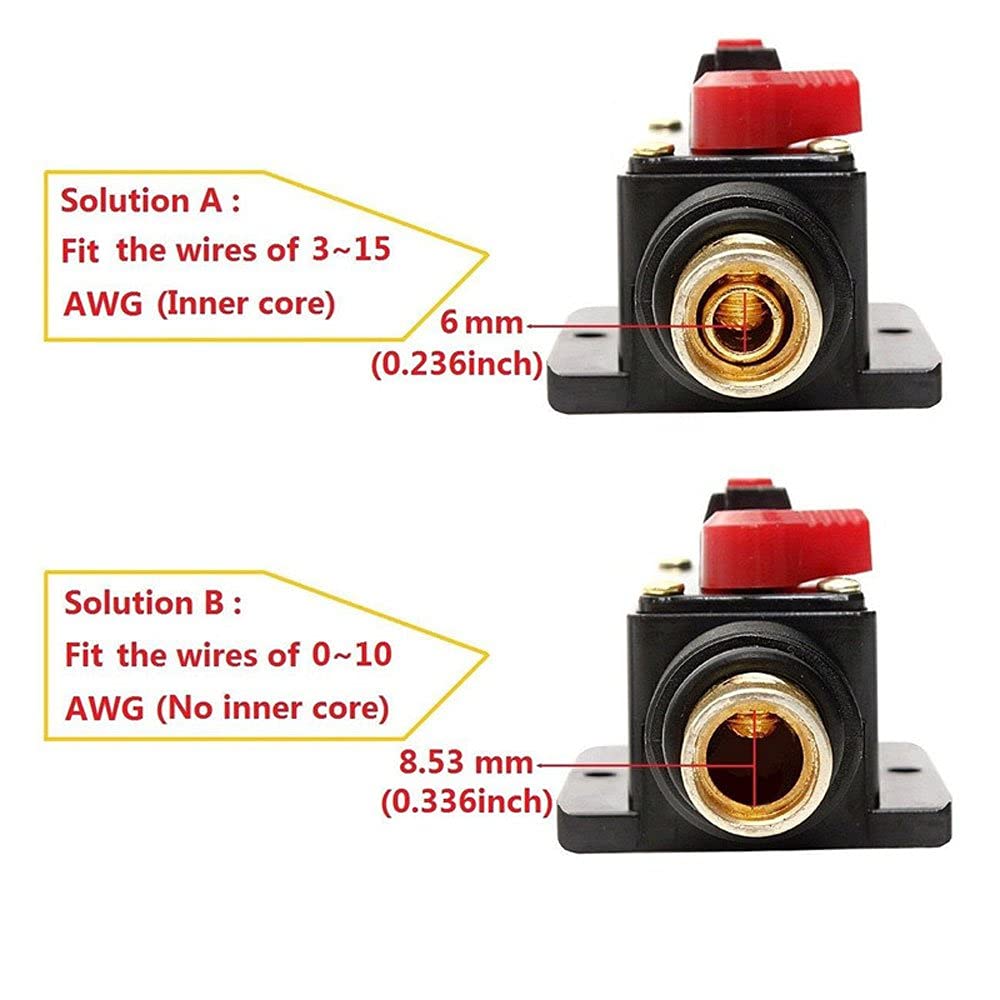 Solution A :
Fit the wires of 3~15
AWG (Inner core)
6 mm
(0.236inch)
Solution B :
Fit the wires of 0~10
AWG (No inner core)
8.53 mm
(0.336inch)